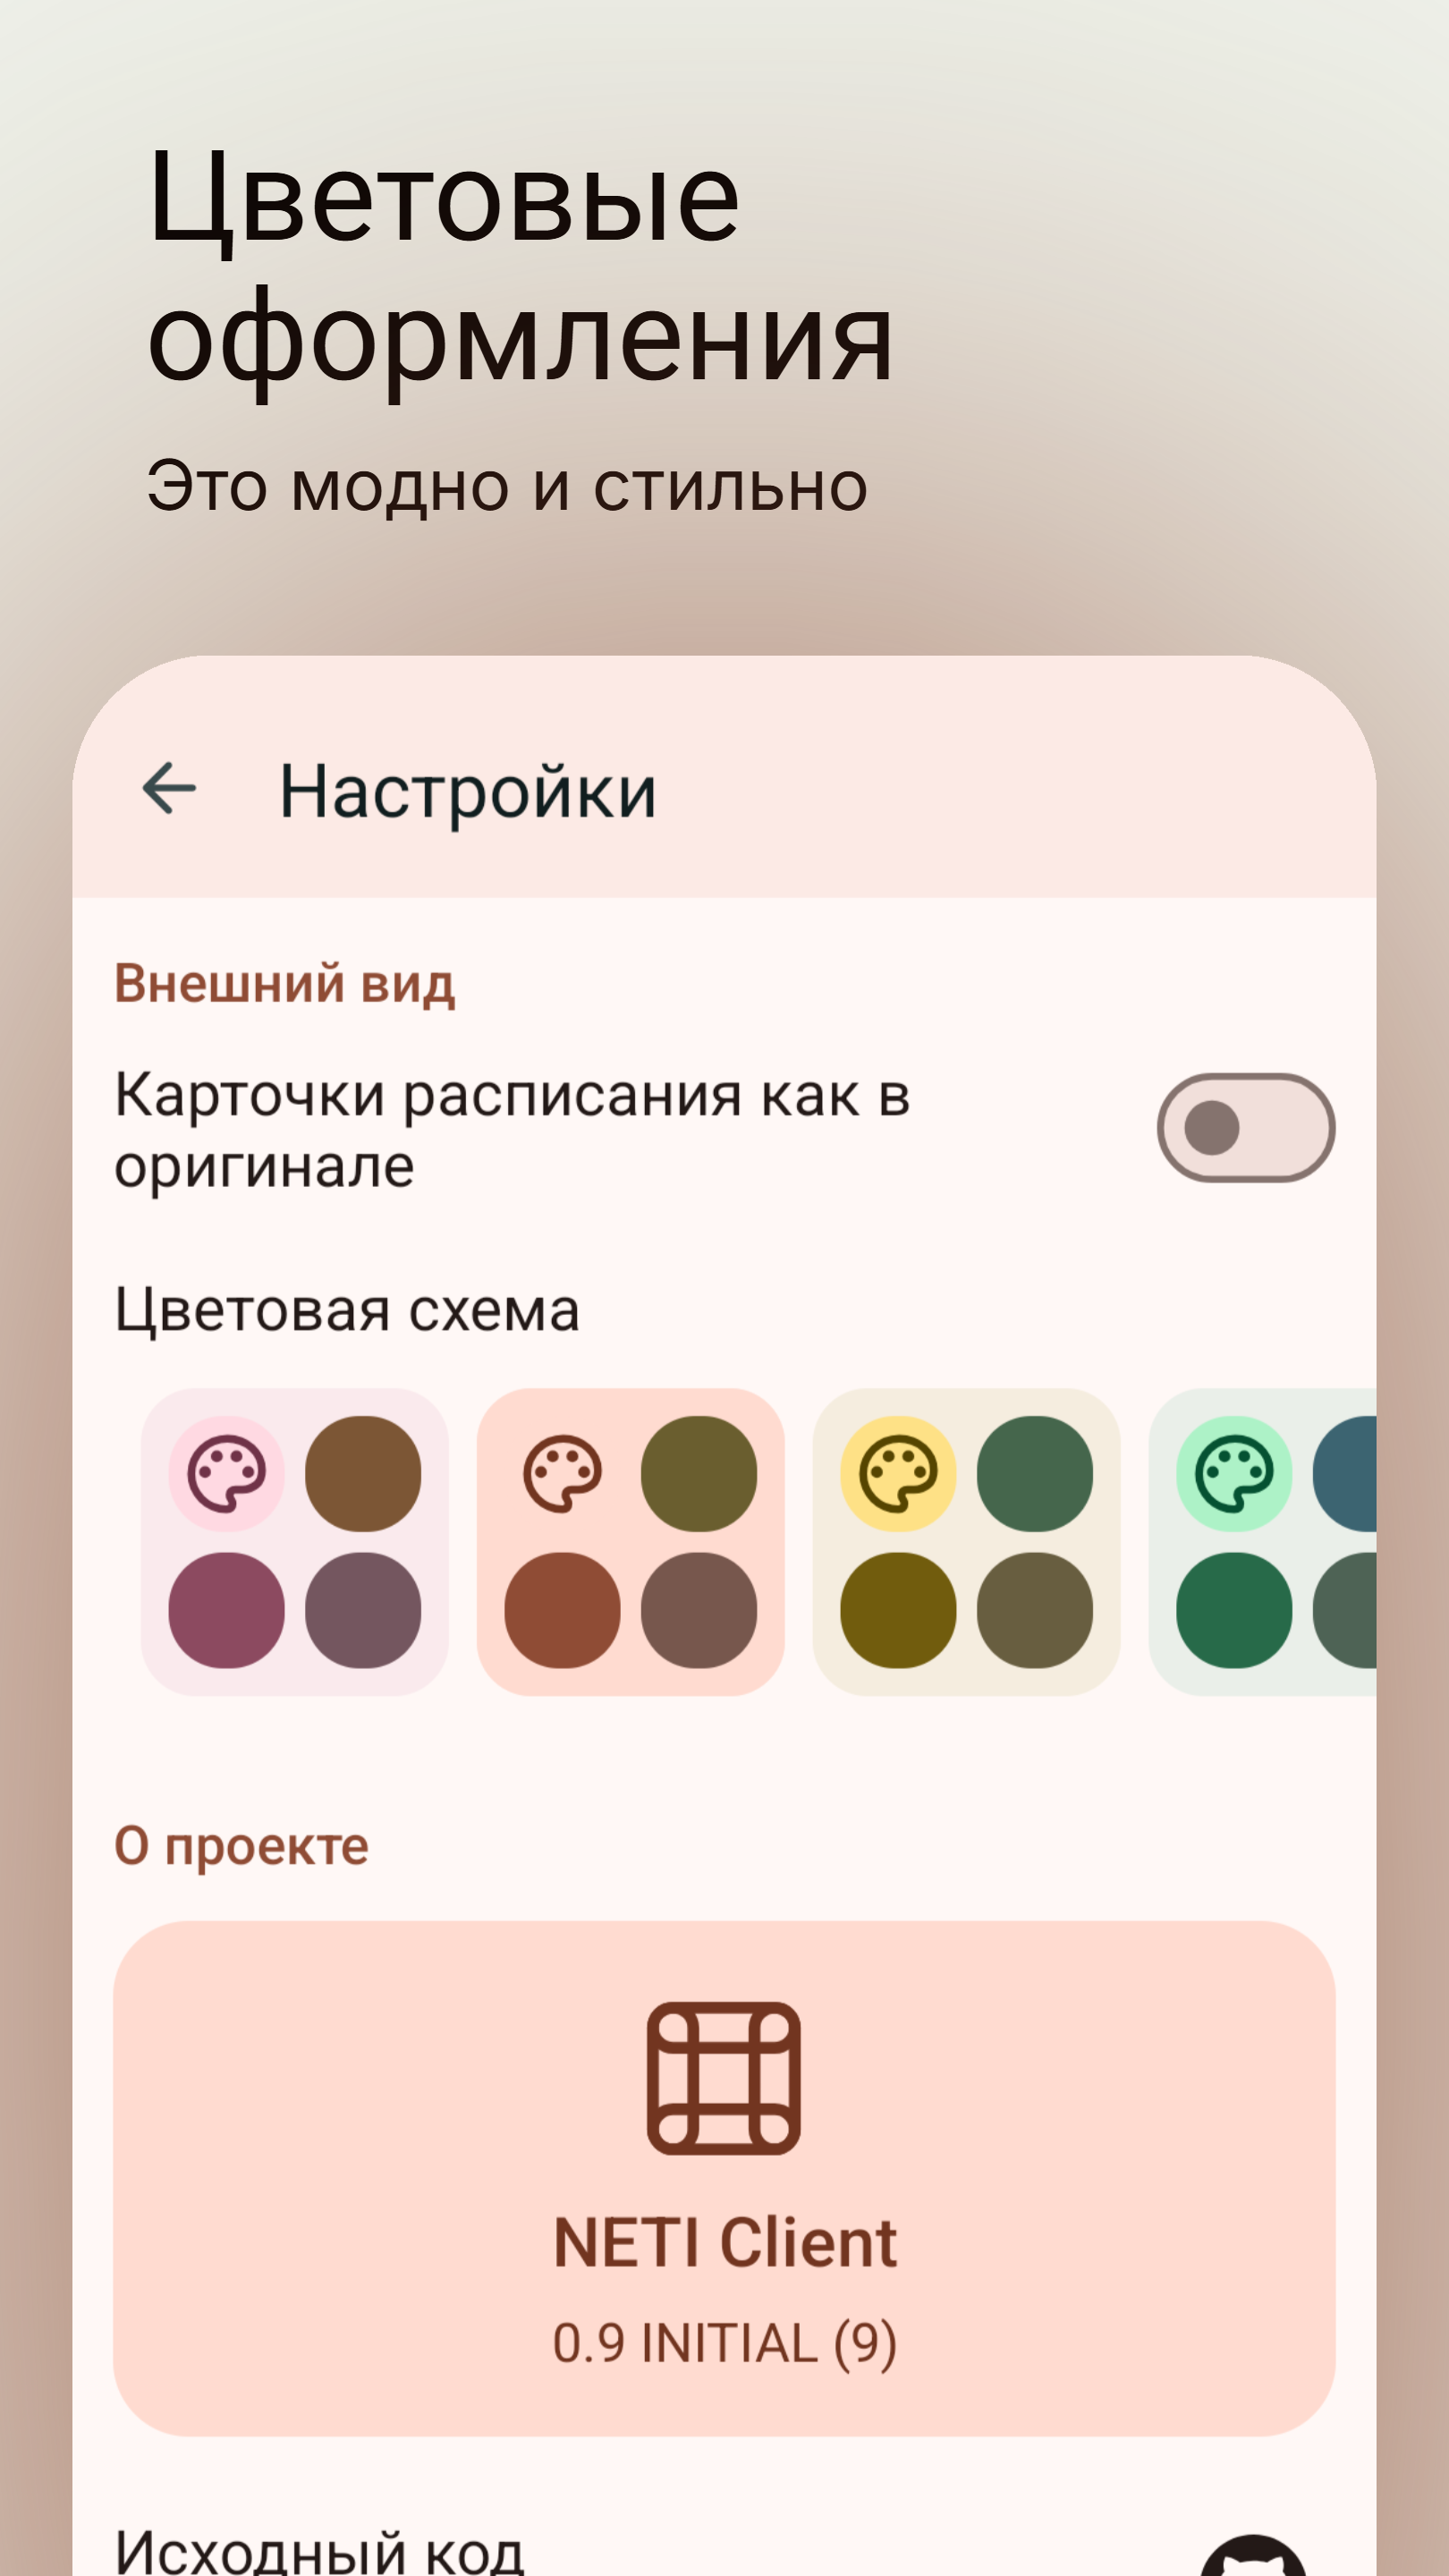 Цветовые
оформления
Это модно и стильно
Настройки
Внешний вид
Карточки расписания как в
оригинале
Цветовая схема
О проекте
NETI Client
0.9 INITIAL (9)
Исходный код